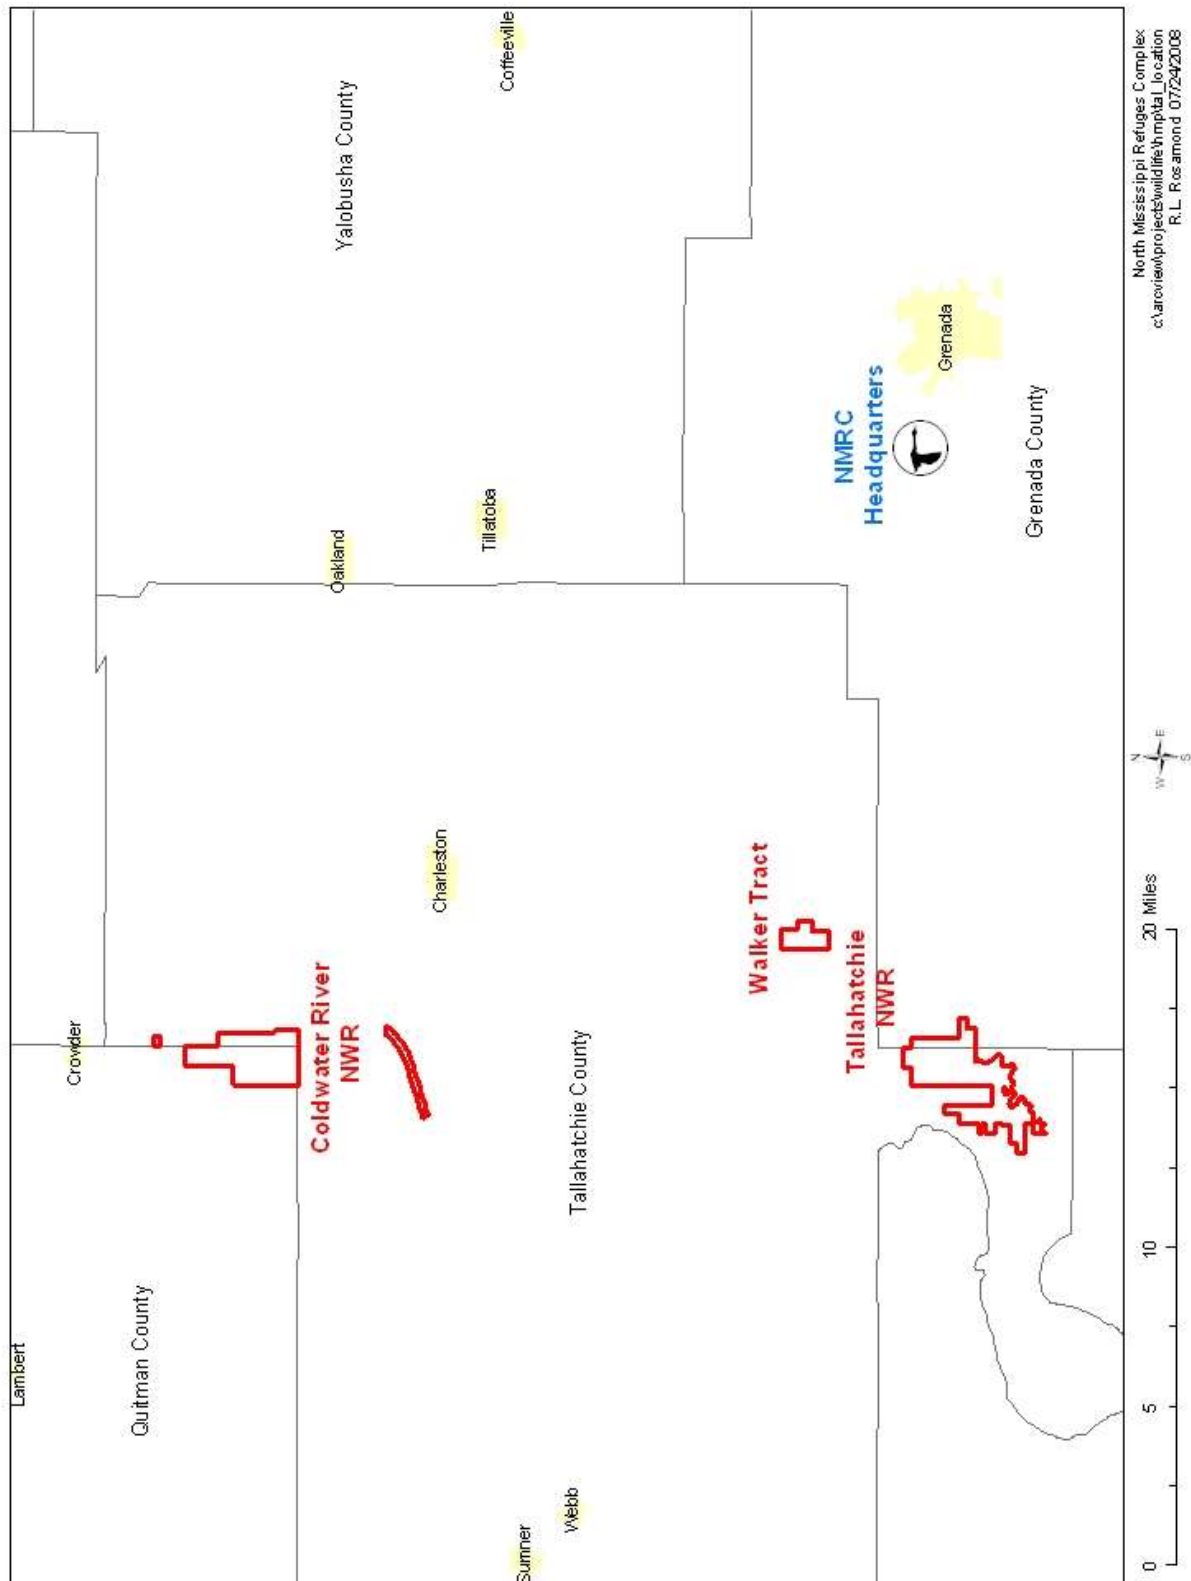 Lambert
Crowder
Quitman County
Coldwater River
NWR
Oakland
Yalobusha County
Charleston
Tillatoba
Coffeeville
Sumner
Webb
Tallahatchie County
Walker Tract
Tallahatchie
NWR
NMRC
Headquarters
Grenada
Grenada County
0
5
10
20 Miles
N
W
E
S
North Mississippi Refuges Complex
c:\arcview\projects\wildlife\hmp\tal_location
R.L. Rosamond 07/24/2008